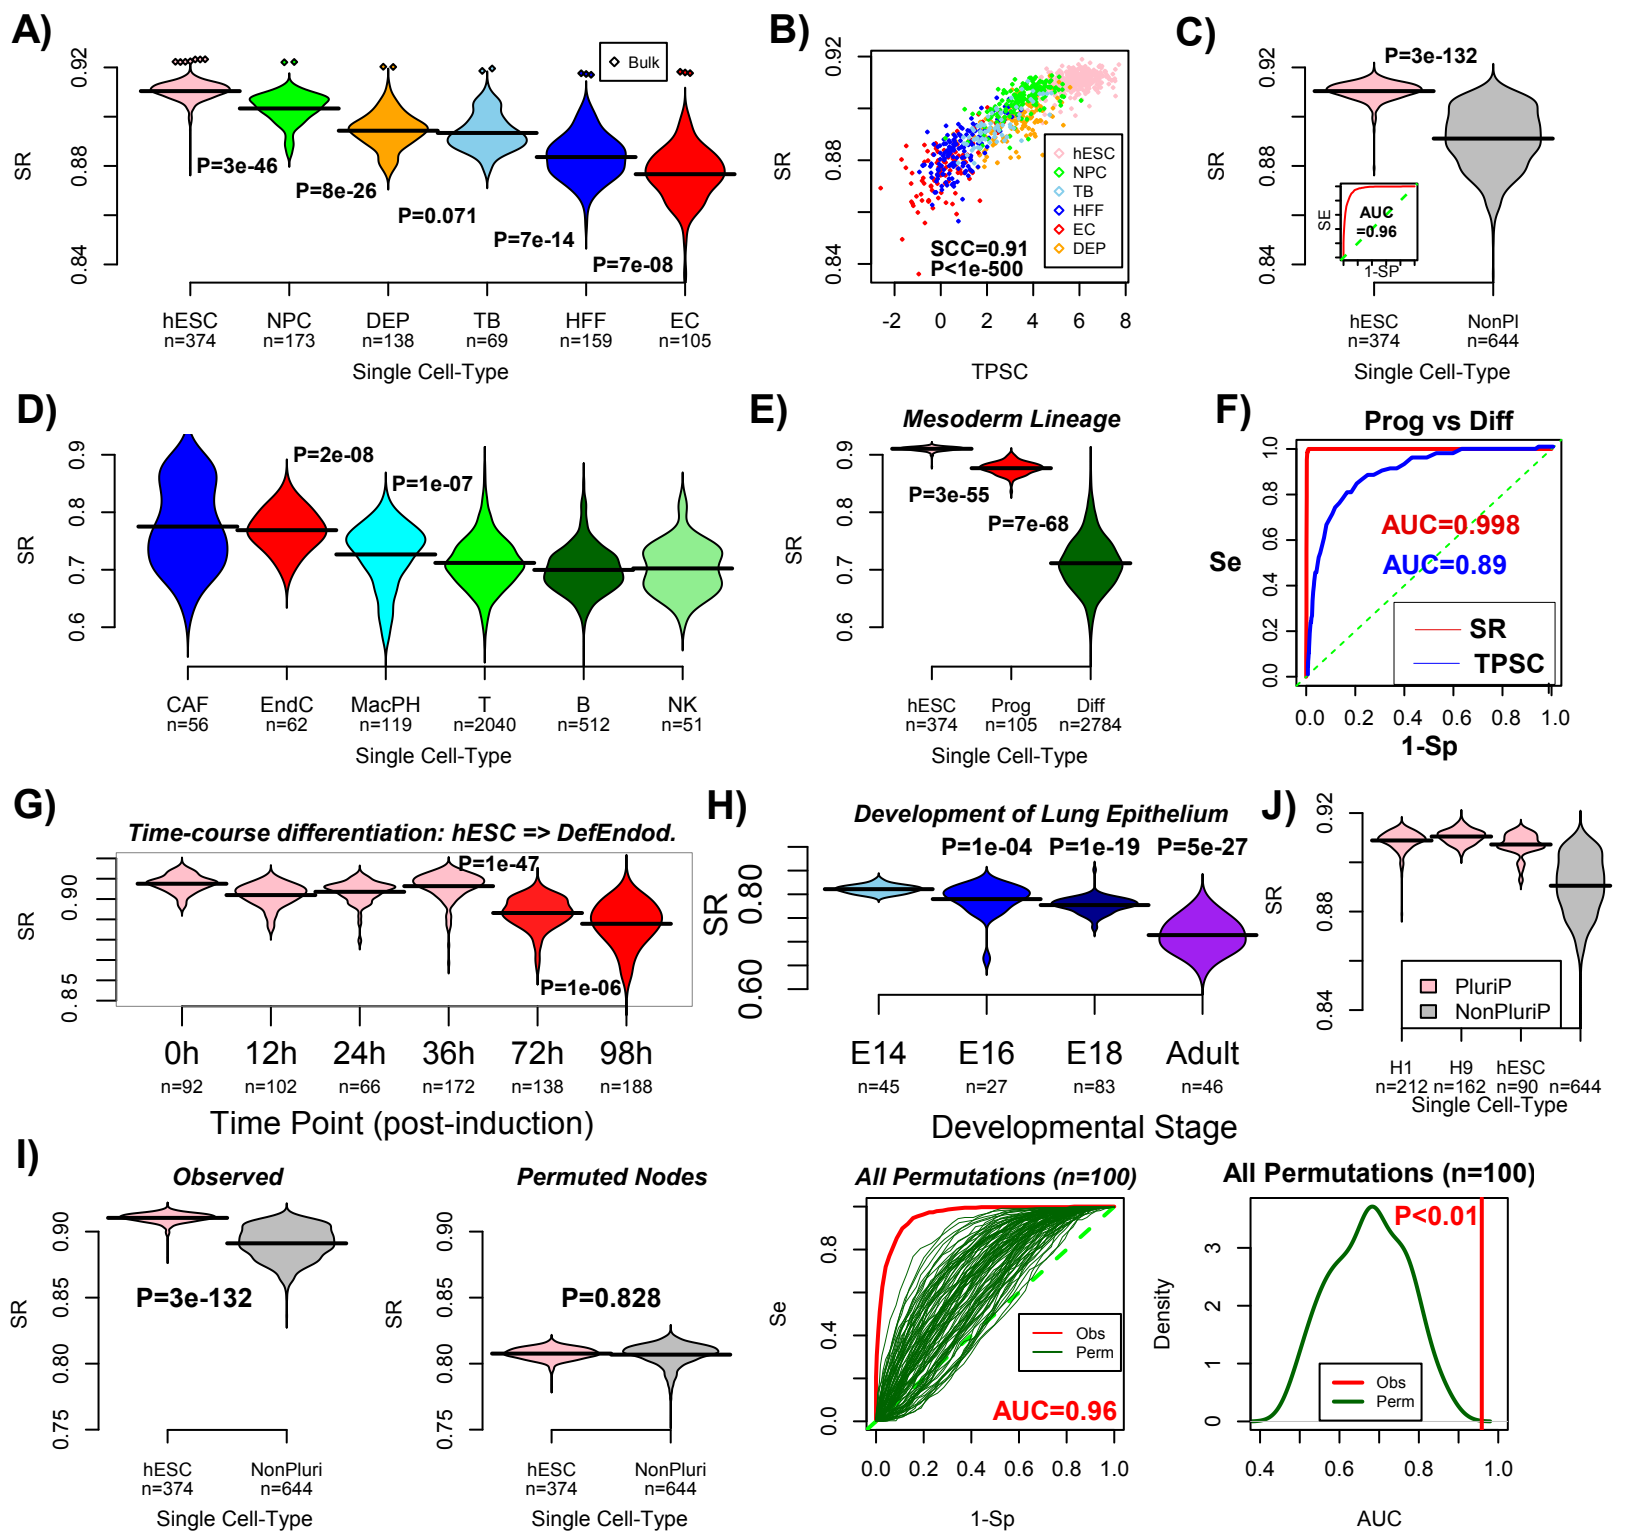 A)
0.92
0.88
0.84
SR
Bulk
P=3e-46
P=8e-26
P=0.071
P=7e-14
P=7e-08
hESC NPC DEP TB HFF EC
n=374 n=173 n=138 n=69 n=159 n=105
Single Cell-Type
B)
0.92
0.88
0.84
SR
hESC
NPC
TB
HFF
EC
DEP
SCC=0.91
P<1e-500
-2 0 2 4 6 8
TPSC
C)
0.92
0.88
0.84
SR
P=3e-132
AUC
=0.96
SE
1-SP
hESC NonPl
n=374 n=644
Single Cell-Type
D)
0.9
0.8
0.7
0.6
SR
P=2e-08
P=1e-07
CAF EndC MacPH T B NK
n=56 n=62 n=119 n=2040 n=512 n=51
Single Cell-Type
E)
Mesoderm Lineage
0.9
0.8
0.7
0.6
SR
P=3e-55
P=7e-68
hESC Prog Diff
n=374 n=105 n=2784
Single Cell-Type
F)
Prog vs Diff
1.0
0.8
0.6
0.4
0.2
0.0
Se
AUC=0.998
AUC=0.89
SR
TPSC
0.0 0.2 0.4 0.6 0.8 1.0
1-Sp
G)
Time-course differentiation: hESC => DefEndod.
0.90
0.85
SR
P=1e-47
P=1e-06
0h 12h 24h 36h 72h 98h
n=92 n=102 n=66 n=172 n=138 n=188
Time Point (post-induction)
H)
Development of Lung Epithelium
P=1e-04 P=1e-19 P=5e-27
0.80
0.60
SR
E14 E16 E18 Adult
n=45 n=27 n=83 n=46
Developmental Stage
J)
0.92
0.88
0.84
SR
PluriP
NonPluriP
H1 H9 hESC
n=212 n=162 n=90 n=644
Single Cell-Type
I)
Observed
0.90
0.85
0.80
0.75
SR
P=3e-132
hESC NonPluri
n=374 n=644
Single Cell-Type
Permuted Nodes
0.90
0.85
0.80
0.75
SR
P=0.828
hESC NonPluri
n=374 n=644
Single Cell-Type
All Permutations (n=100)
0.8
0.4
0.0
Se
Obs
Perm
AUC=0.96
0.0 0.2 0.4 0.6 0.8 1.0
1-Sp
All Permutations (n=100)
P<0.01
3
2
1
0
Density
Obs
Perm
0.4 0.6 0.8 1.0
AUC